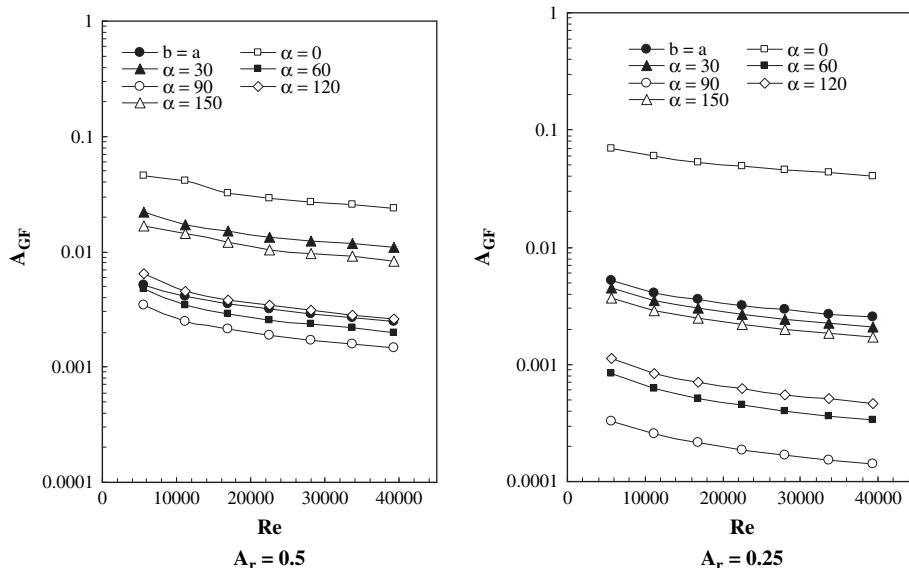 1
b = a
α = 0
α = 30
α = 60
α = 90
α = 120
α = 150
0.1
A_GF
0.01
0.001
0.0001
0 10000 20000 30000 40000
Re
A_r = 0.5
1
b = a
α = 0
α = 30
α = 60
α = 90
α = 120
α = 150
0.1
A_GF
0.01
0.001
0.0001
0 10000 20000 30000 40000
Re
A_r = 0.25